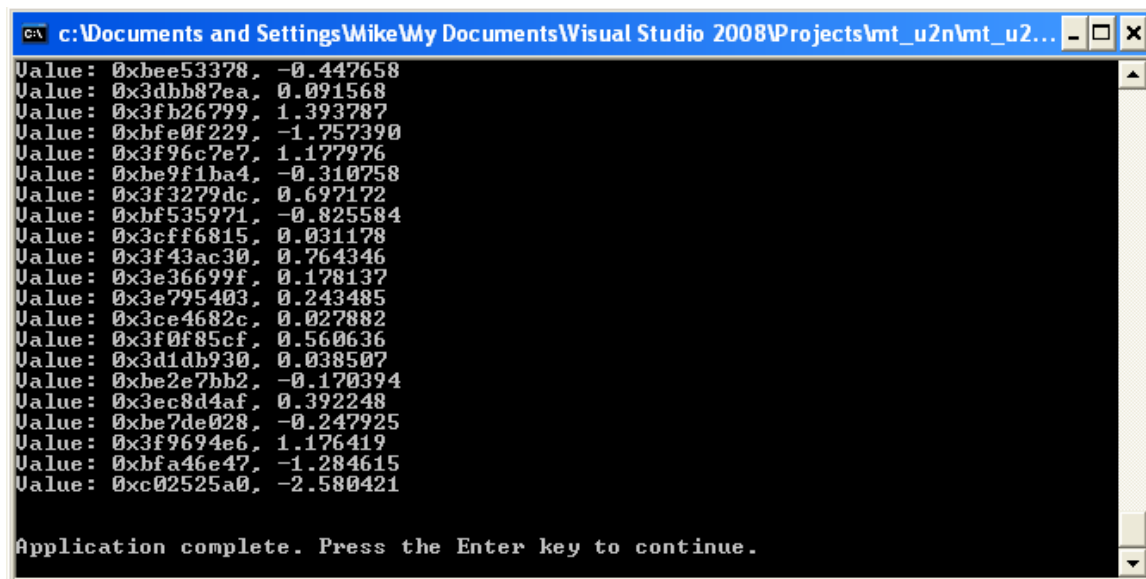 c:\Documents and Settings\Mike\My Documents\Visual Studio 2008\Projects\mt_u2n\mt_u2...
Value: 0xbee53378, -0.447658
Value: 0x3dbb87ea, 0.091568
Value: 0x3fb26799, 1.393787
Value: 0xbfe0f229, -1.757390
Value: 0x3f96c7e7, 1.177976
Value: 0xbe9f1ba4, -0.310758
Value: 0x3f3279dc, 0.697172
Value: 0xbf535971, -0.825584
Value: 0x3cff6815, 0.031178
Value: 0x3f43ac30, 0.764346
Value: 0x3e36699f, 0.178137
Value: 0x3e795403, 0.243485
Value: 0x3ce4682c, 0.027882
Value: 0x3f0f85cf, 0.560636
Value: 0x3d1db930, 0.038507
Value: 0xbe2e7bb2, -0.170394
Value: 0x3ec8d4af, 0.392248
Value: 0xbe7de028, -0.247925
Value: 0x3f9694e6, 1.176419
Value: 0xbfa46e47, -1.284615
Value: 0xc02525a0, -2.580421
Application complete. Press the Enter key to continue.